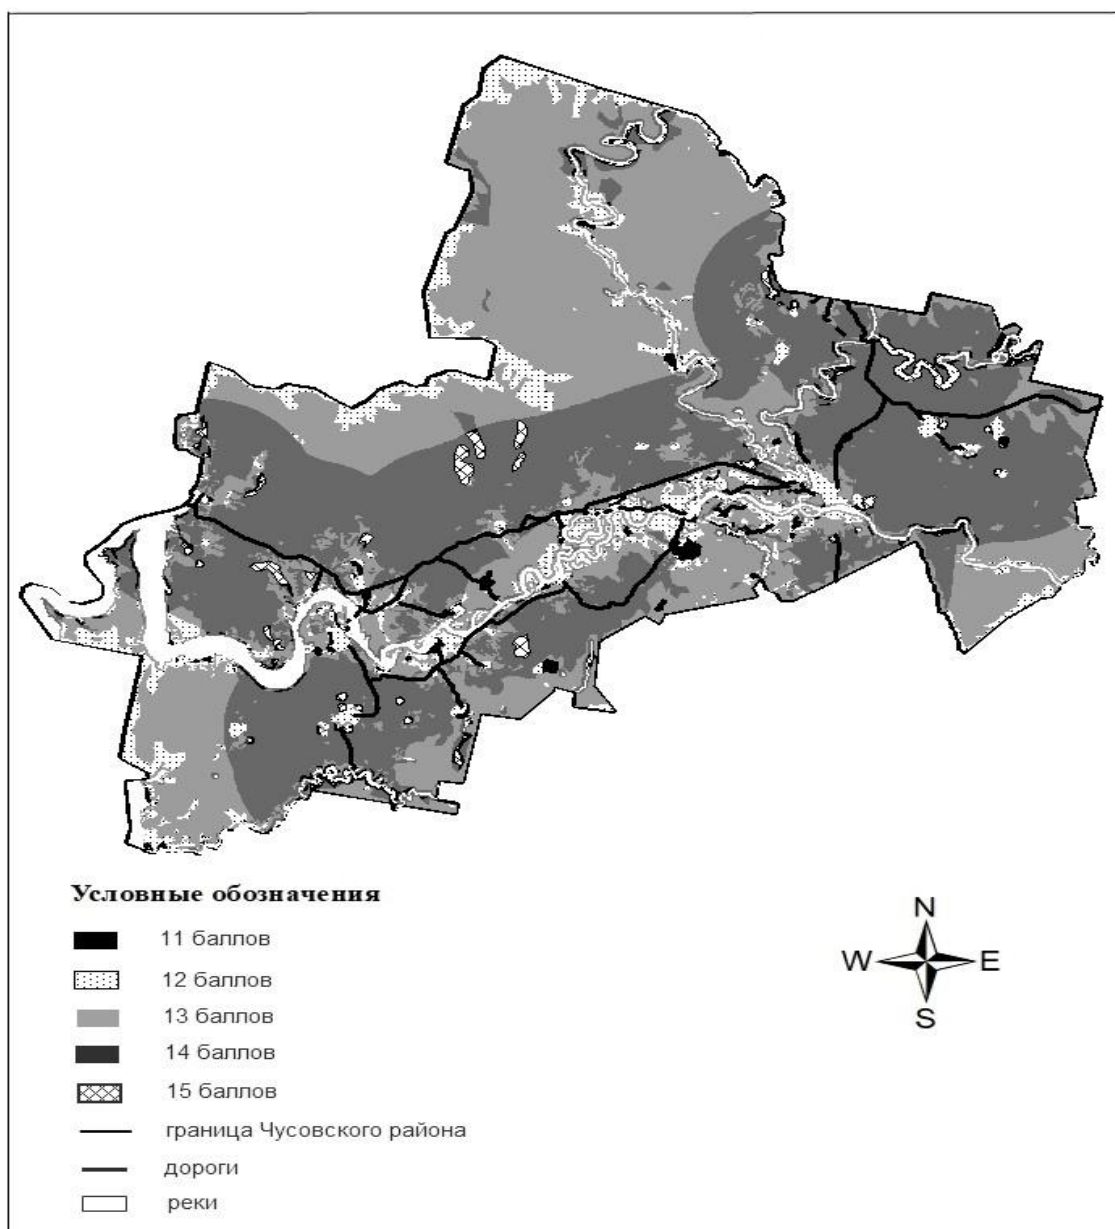 Условные обозначения
11 баллов
12 баллов
13 баллов
14 баллов
15 баллов
граница Чусовского района
дороги
реки
N
W E
S